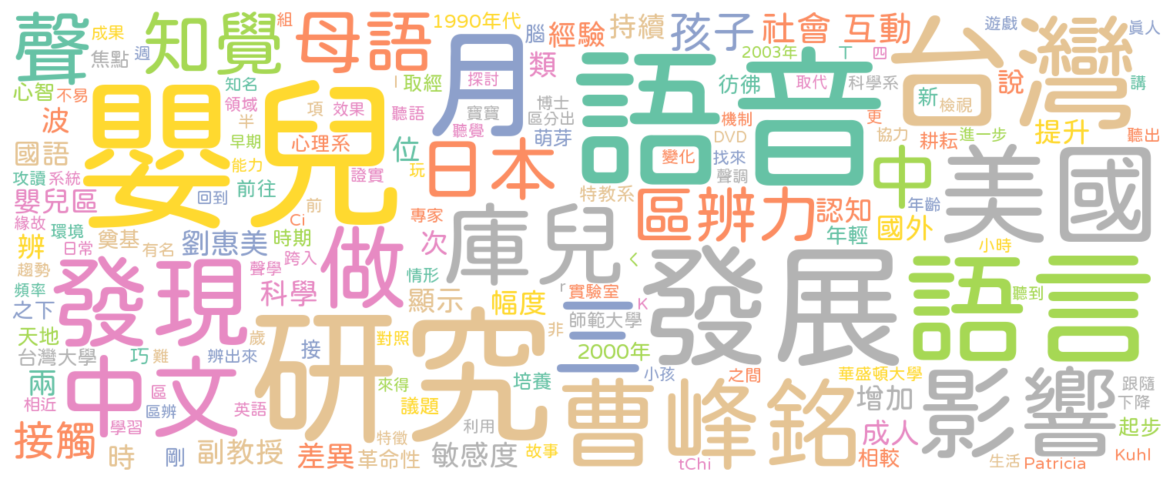 聲
成果
焦點
週
知覺
組
母語
1990年代
月
腦
經驗
類
持續
孩子
社會
互動
台灣
遊戲
真人
心智
不易
波
知名
領域
半
早期
項
效果
取經
探討
聽語
寶寶
聽覺
博士
區分出
萌芽
語音
彷彿
2003年
取代
四
科學系
新
檢視
說
講
國語
攻讀
系統
嬰兒
能力
心理系
證實
位
玩
日本
特教系
機制
DVD
變化
找來
聲調
更
協力
耕耘
進一步
提升
聽出
嬰兒區
緣故
環境
日常
辨
趨勢
頻率
之下
天地
奠基
有名
回到
前往
前
Ci
劉惠美
時期
跨入
聲學
做
專家
次
情形
庫兒
區辨力
認知
年輕
中
年齡
國外
小時
美國
發現
科學
顯示
幅度
實驗室
K
師範大學
非
2000年
發展
語言
聽到
台灣大學
巧
難
歲
辨出來
接
對照
研究
二
小孩
之間
華盛頓大學
跟隨
下降
兩
相近
中文
區
區辨
英語
學習
來得
議題
培養
利用
曹峰銘
增加
影響
起步
接觸
時
剛
副教授
差異
特徵
革命性
敏感度
故事
tChi
成人
相較
生活
Patricia
Kuhl